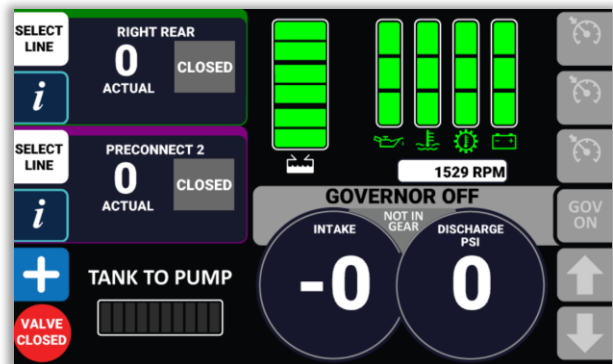 SELECT
LINE
RIGHT REAR
0
ACTUAL
CLOSED
i
SELECT
LINE
PRECONNECT 2
0
ACTUAL
CLOSED
i
TANK TO PUMP
VALVE
CLOSED
1529 RPM
GOVERNOR OFF
NOT IN
GEAR
INTAKE
-0
DISCHARGE
PSI
0
GOV
ON